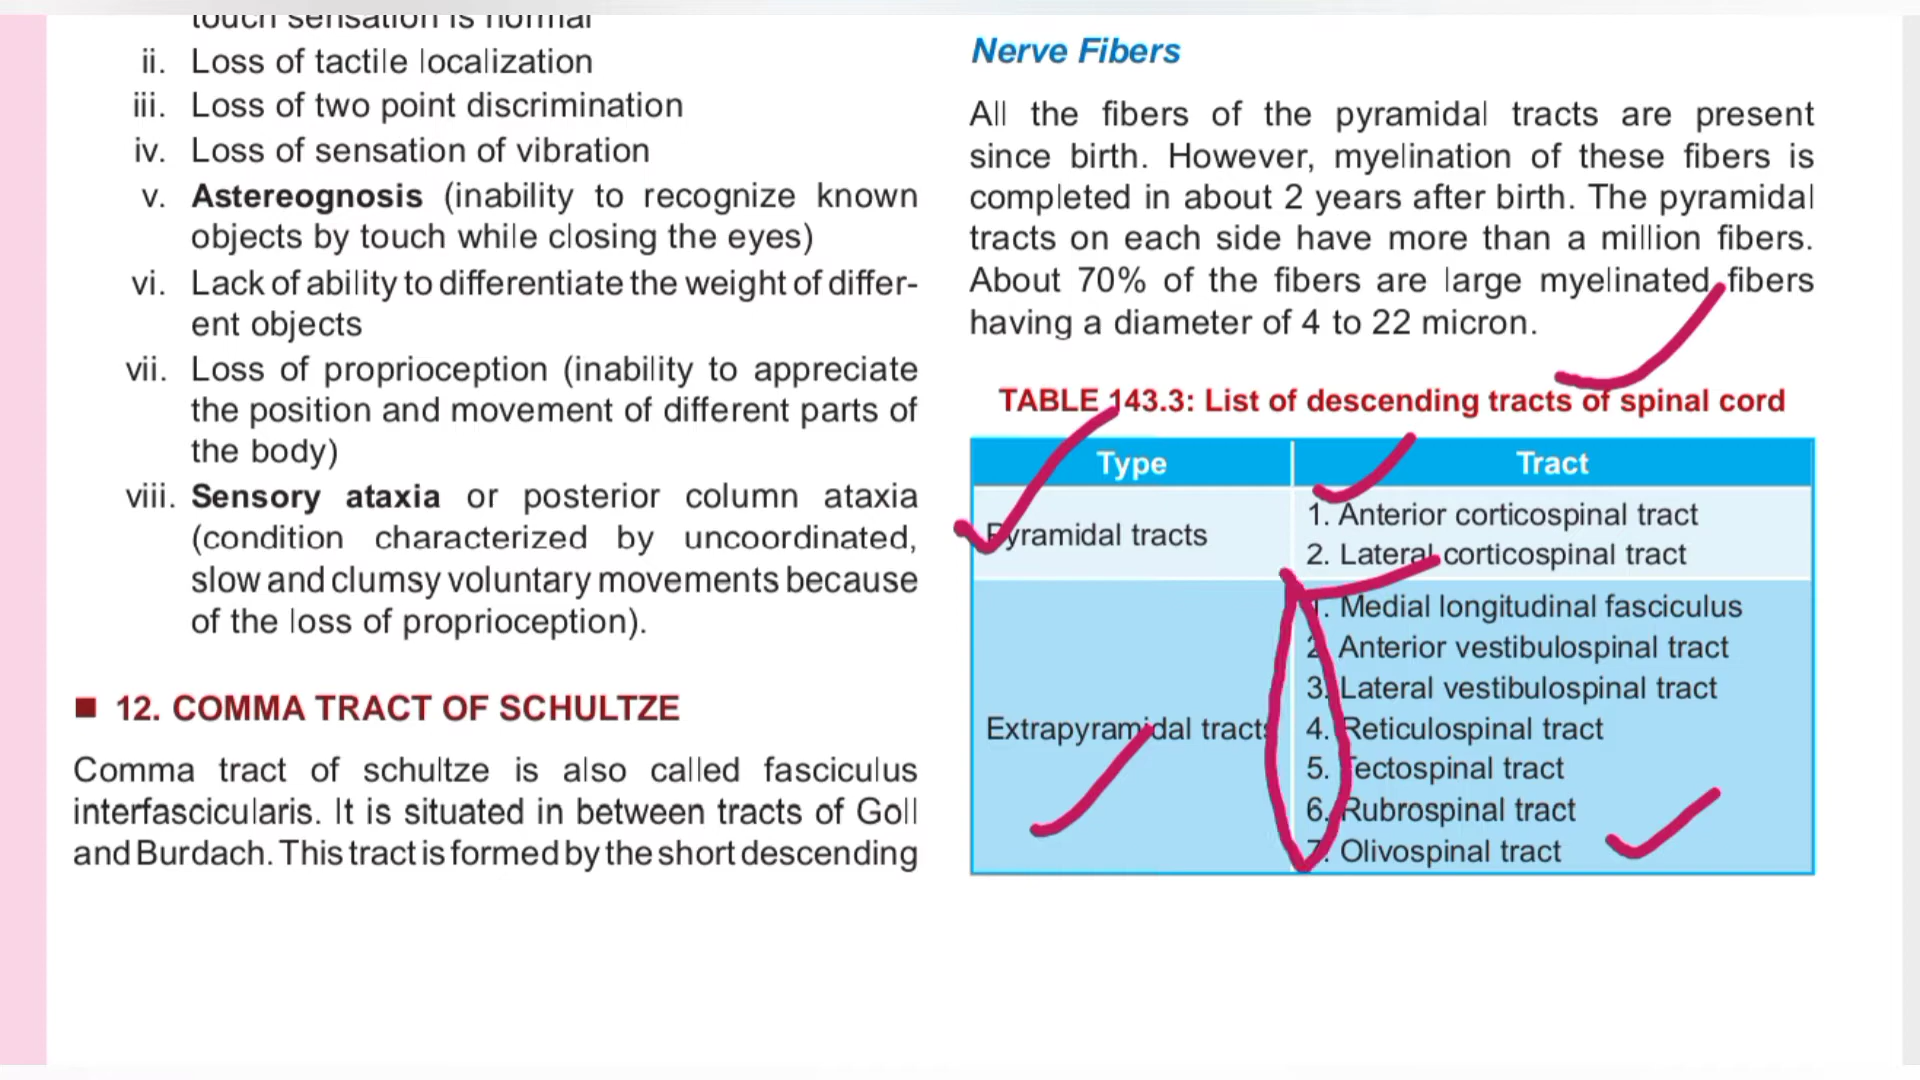 touch sensation is normal
ii. Loss of tactile localization
iii. Loss of two point discrimination
iv. Loss of sensation of vibration
v. Astereognosis (inability to recognize known
objects by touch while closing the eyes)
vi. Lack of ability to differentiate the weight of differ-
ent objects
vii. Loss of proprioception (inability to appreciate
the position and movement of different parts of
the body)
viii. Sensory ataxia or posterior column ataxia
(condition characterized by uncoordinated,
slow and clumsy voluntary movements because
of the loss of proprioception).
■ 12. COMMA TRACT OF SCHULTZE
Comma tract of schultze is also called fasciculus
interfascicularis. It is situated in between tracts of Goll
and Burdach. This tract is formed by the short descending
Nerve Fibers
All the fibers of the pyramidal tracts are present
since birth. However, myelination of these fibers is
completed in about 2 years after birth. The pyramidal
tracts on each side have more than a million fibers.
About 70% of the fibers are large myelinated fibers
having a diameter of 4 to 22 micron.
TABLE 143.3: List of descending tracts of spinal cord
Type Tract
Pyramidal tracts
1. Anterior corticospinal tract
2. Lateral corticospinal tract
Extrapyramidal tracts
1. Medial longitudinal fasciculus
2. Anterior vestibulospinal tract
3. Lateral vestibulospinal tract
4. Reticulospinal tract
5. Tectospinal tract
6. Rubrospinal tract
7. Olivospinal tract